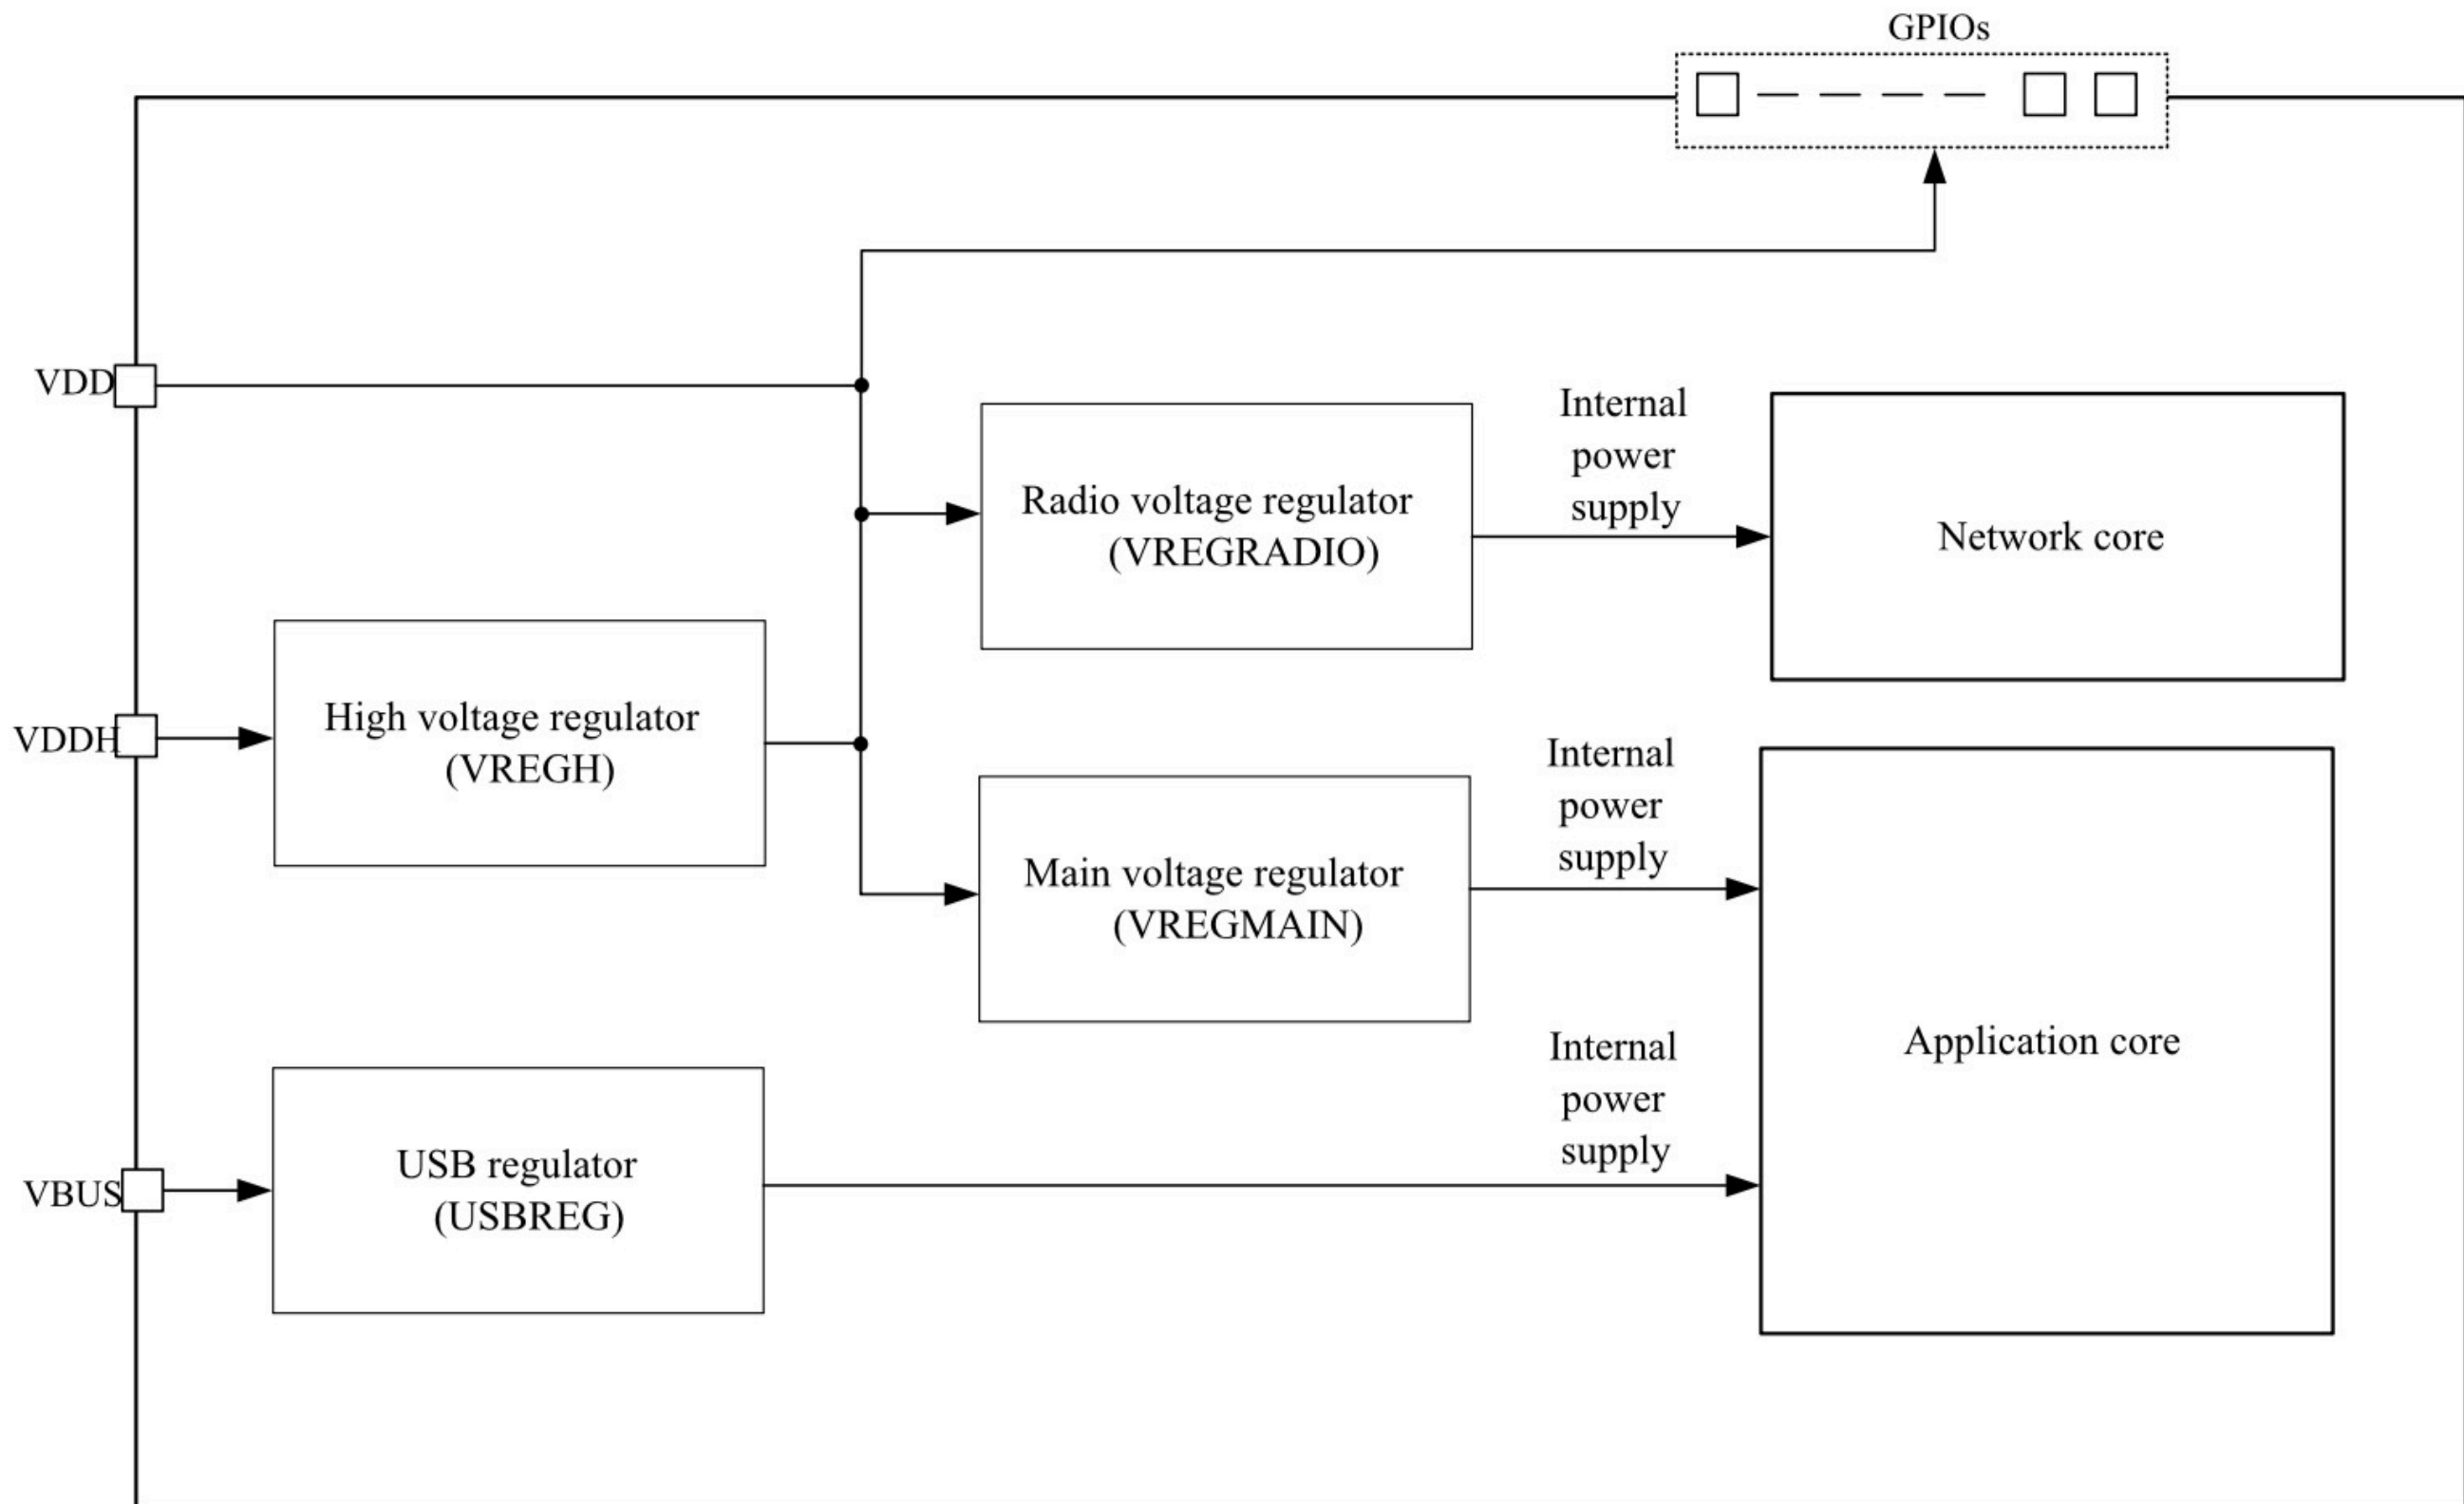 GPIOs
VDD
Internal
power
supply
Radio voltage regulator
(VREGRADIO)
Network core
VDDH
High voltage regulator
(VREGH)
Internal
power
supply
Main voltage regulator
(VREGMAIN)
Application core
Internal
power
supply
VBUS
USB regulator
(USBREG)